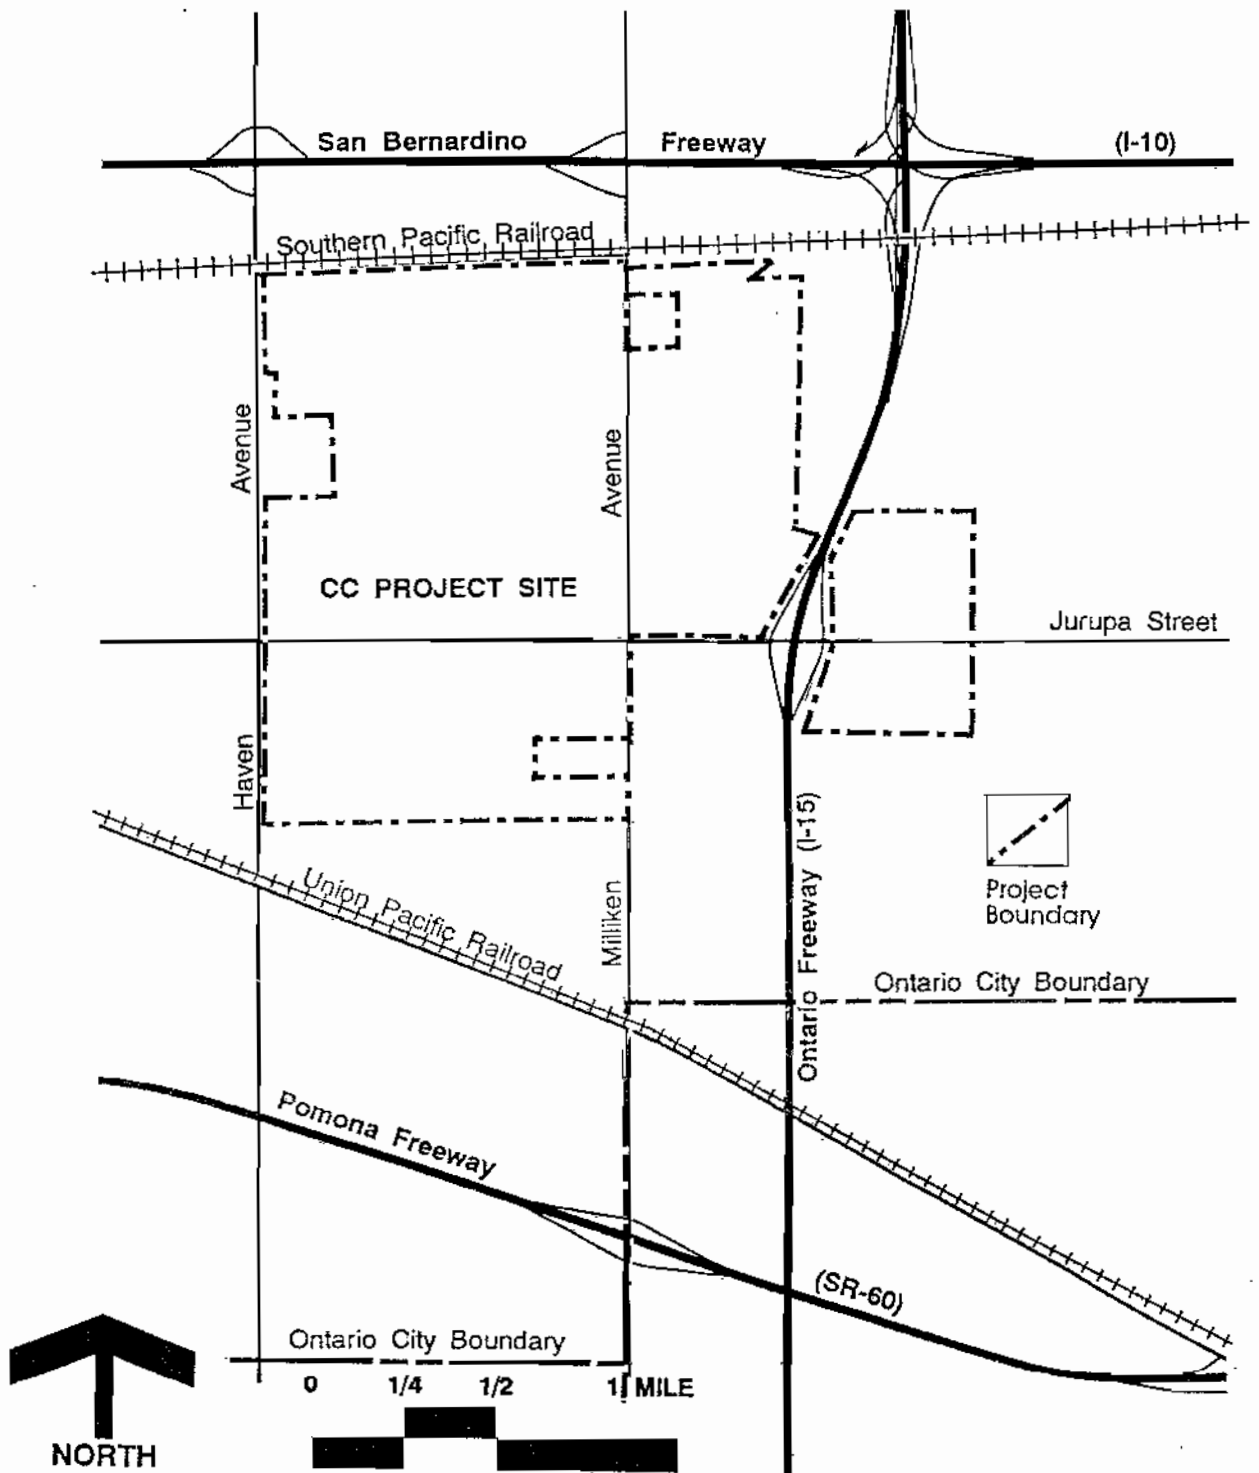 San Bernardino Freeway (I-10)
Southern Pacific Railroad
Avenue
Avenue
CC PROJECT SITE
Jurupa Street
Haven
Ontario Freeway (I-15)
Project
Boundary
Union Pacific Railroad
Milliken
Ontario City Boundary
Pomona Freeway
(SR-60)
Ontario City Boundary
0 1/4 1/2 1 MILE
NORTH